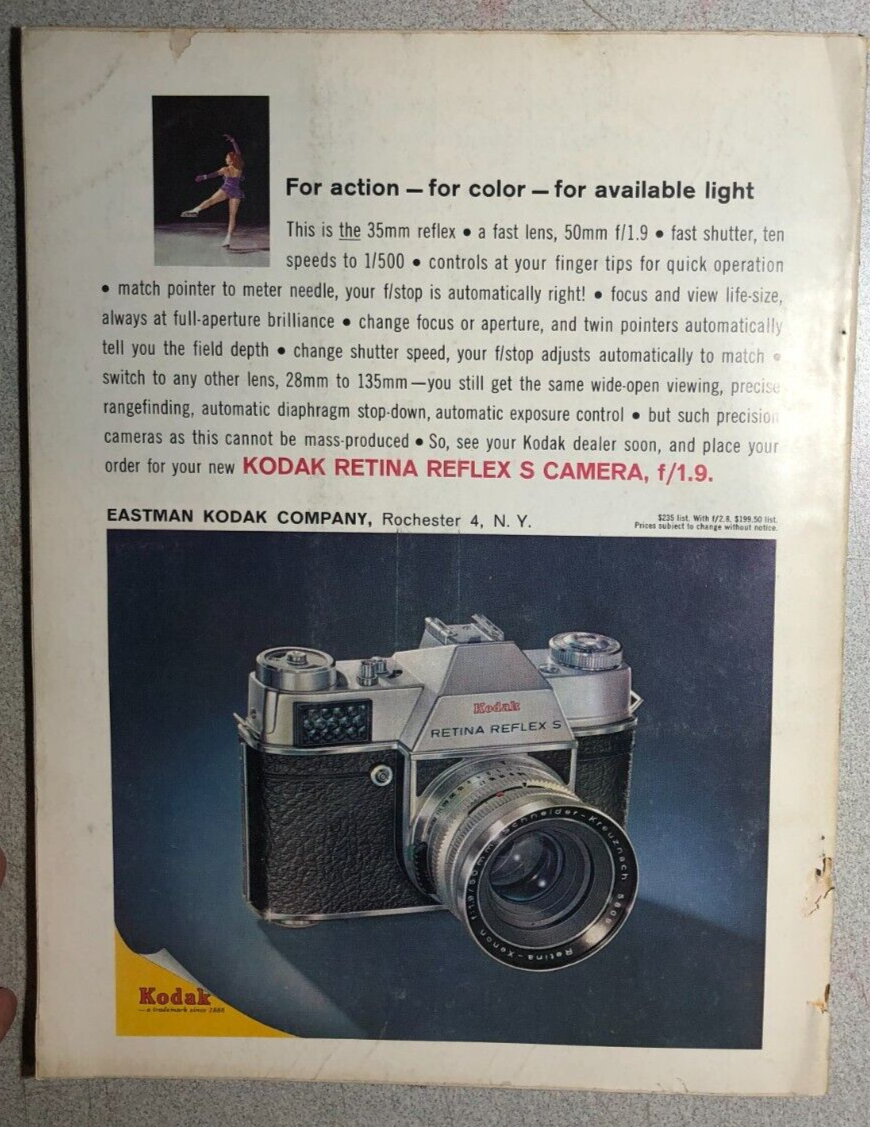 For action — for color — for available light
This is the 35mm reflex • a fast lens, 50mm f/1.9 • fast shutter, ten
speeds to 1/500 • controls at your finger tips for quick operation
• match pointer to meter needle, your f/stop is automatically right! • focus and view life-size,
always at full-aperture brilliance • change focus or aperture, and twin pointers automatically
tell you the field depth • change shutter speed, your f/stop adjusts automatically to match •
switch to any other lens, 28mm to 135mm—you still get the same wide-open viewing, precise
rangefinding, automatic diaphragm stop-down, automatic exposure control • but such precision
cameras as this cannot be mass-produced • So, see your Kodak dealer soon, and place your
order for your new KODAK RETINA REFLEX S CAMERA, f/1.9.
EASTMAN KODAK COMPANY, Rochester 4, N. Y.
$235 list. With f/2.8, $199.50 list.
Prices subject to change without notice.
Kodak
RETINA REFLEX S
Retina-Xenon f:1,9/50mm Schneider-Kreuznach
Kodak
—a trademark since 1888